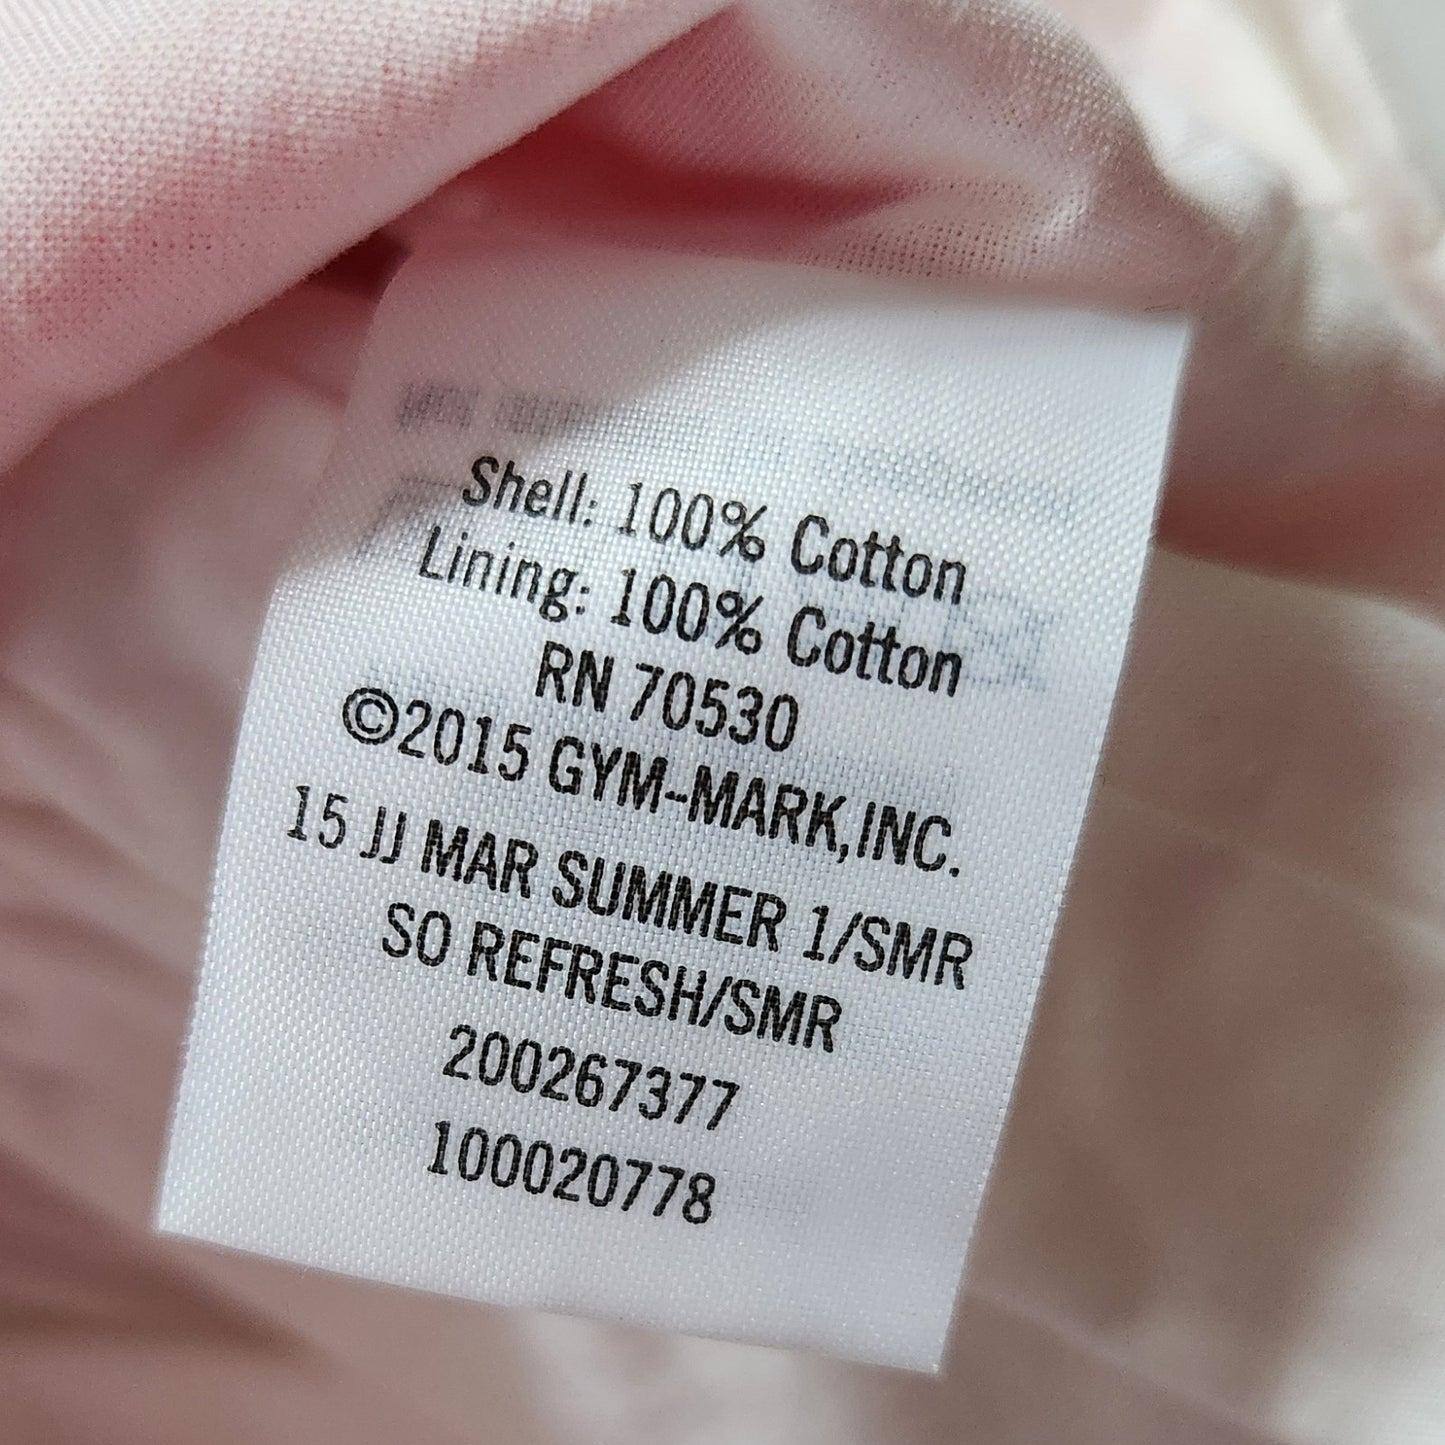 Shell: 100% Cotton
Lining: 100% Cotton
RN 70530
©2015 GYM-MARK,INC.
15 JJ MAR SUMMER 1/SMR
SO REFRESH/SMR
200267377
100020778